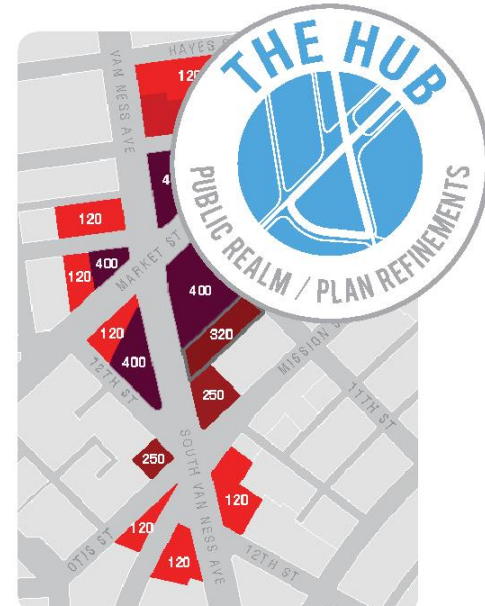 THE HUB
PUBLIC REALM / PLAN REFINEMENTS
HAYES
VAN NESS AVE
120
120
MARKET ST
400
120
400
120
320
400
12TH ST
MISSION
250
11TH ST
SOUTH VAN NESS AVE
250
120
120
OTIS ST
120
12TH ST